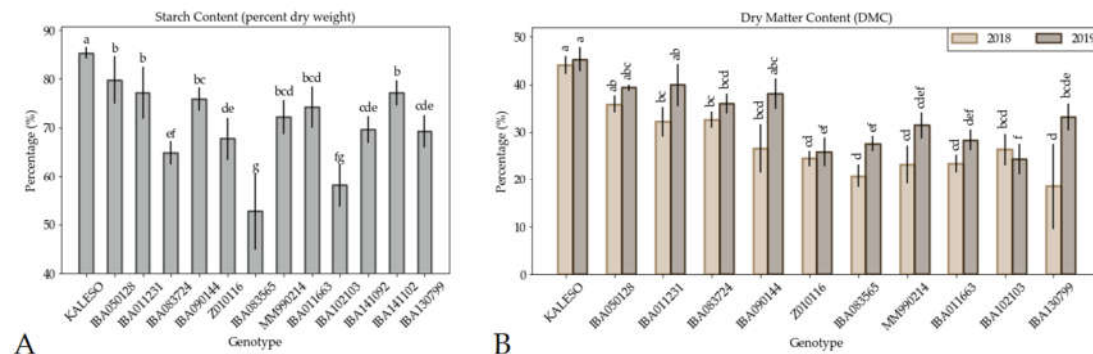 Starch Content (percent dry weight)
90
80
70
60
50
40
Percentage (%)
a
b
b
ef
bc
de
g
bcd
bcd
fg
cde
b
cde
KALESO
IBA050128
IBA011231
IBA083724
IBA090144
Z010116
IBA083565
MM990214
IBA011663
IBA102103
IBA141092
IBA141102
IBA130799
Genotype
A
Dry Matter Content (DMC)
2018
2019
50
40
30
20
10
0
Percentage (%)
a
a
ab
abc
bc
ab
bc
bcd
bcd
abc
cd
ef
d
ef
cd
cdef
cd
def
bcd
f
d
bcde
KALESO
IBA050128
IBA011231
IBA083724
IBA090144
Z010116
IBA083565
MM990214
IBA011663
IBA102103
IBA130799
Genotype
B